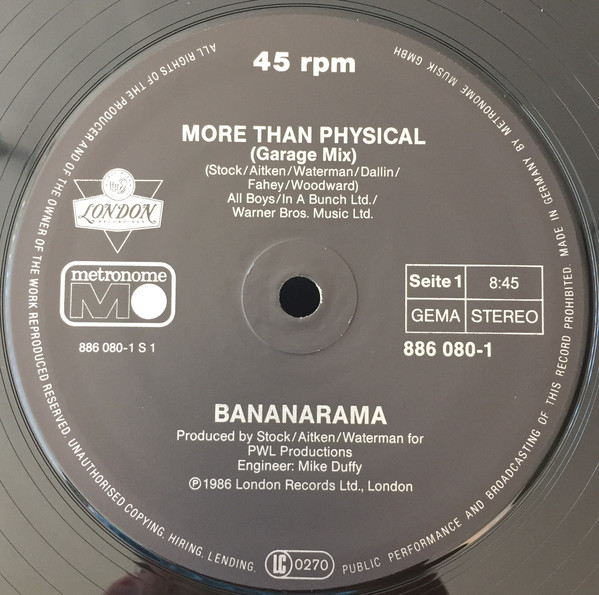 45 rpm
MORE THAN PHYSICAL
(Garage Mix)
(Stock/Aitken/Waterman/Dallin/
Fahey/Woodward)
All Boys/In A Bunch Ltd./
Warner Bros. Music Ltd.
LONDON
metronome
M
886 080-1 S 1
Seite 1
8:45
GEMA
STEREO
886 080-1
BANANARAMA
Produced by Stock/Aitken/Waterman for
PWL Productions
Engineer: Mike Duffy
℗ 1986 London Records Ltd., London
LC 0270
ALL RIGHTS OF THE PRODUCER AND OF THE OWNER OF THE WORK REPRODUCED RESERVED. UNAUTHORISED COPYING, HIRING, LENDING, PUBLIC PERFORMANCE AND BROADCASTING OF THIS RECORD PROHIBITED. MADE IN GERMANY BY METRONOME MUSIK GMBH